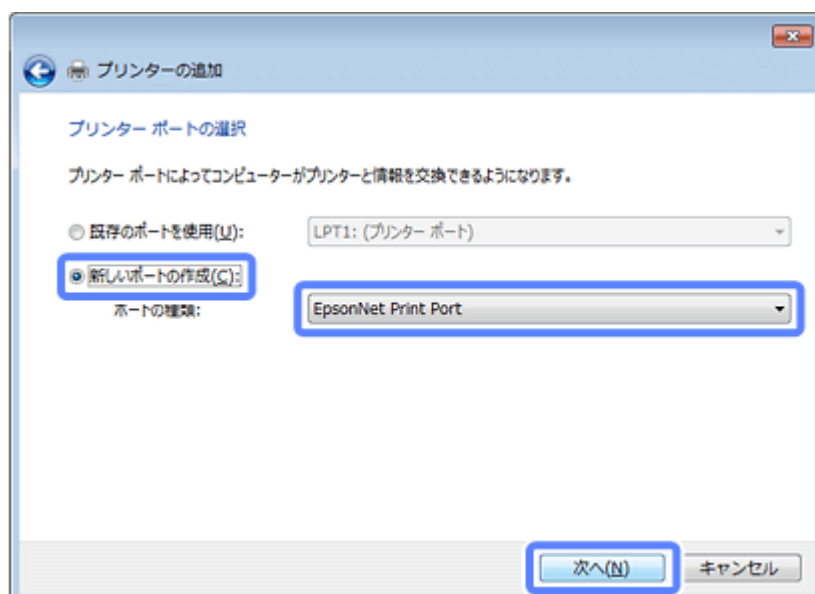 プリンターの追加
プリンター ポートの選択
プリンター ポートによってコンピューターがプリンターと情報を交換できるようになります。
既存のポートを使用(U): LPT1: (プリンター ポート)
新しいポートの作成(C):
ポートの種類: EpsonNet Print Port
次へ(N) キャンセル